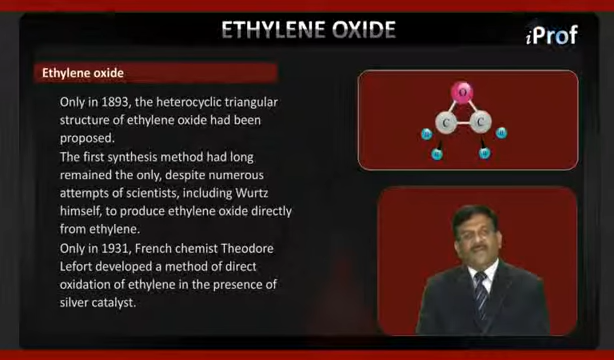 ETHYLENE OXIDE
iProf
Ethylene oxide
Only in 1893, the heterocyclic triangular
structure of ethylene oxide had been
proposed.
The first synthesis method had long
remained the only, despite numerous
attempts of scientists, including Wurtz
himself, to produce ethylene oxide directly
from ethylene.
Only in 1931, French chemist Theodore
Lefort developed a method of direct
oxidation of ethylene in the presence of
silver catalyst.
O
C C
H H
H H